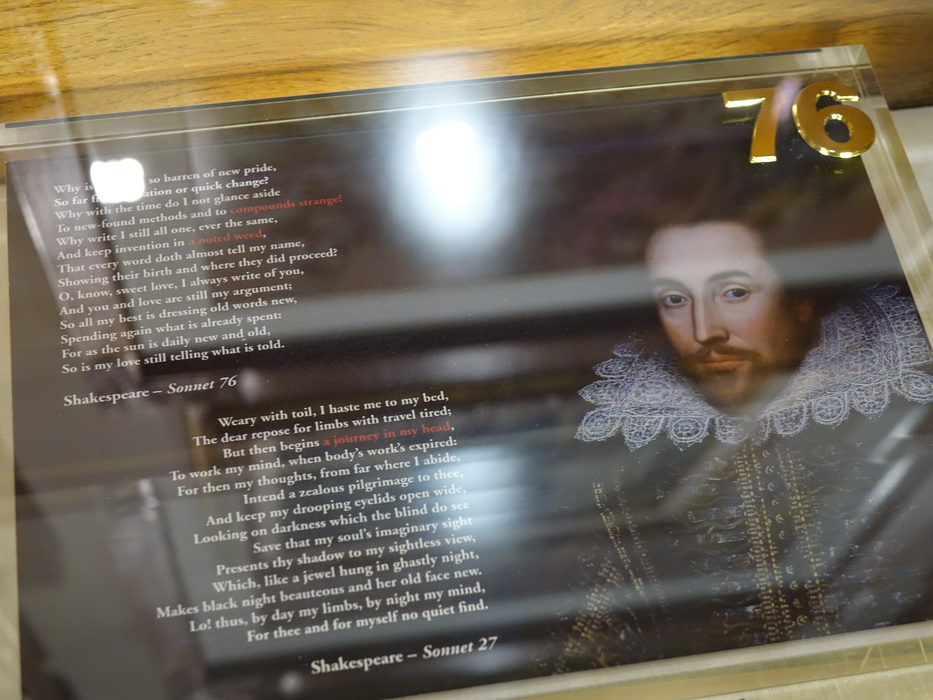 76
Why is so barren of new pride,
So far ation or quick change?
Why with the time do I not glance aside
To new-found methods and to compounds strange?
Why write I still all one, ever the same,
And keep invention in a noted weed,
That every word doth almost tell my name,
Showing their birth and where they did proceed?
O, know, sweet love, I always write of you,
And you and love are still my argument;
So all my best is dressing old words new,
Spending again what is already spent:
For as the sun is daily new and old,
So is my love still telling what is told.
Shakespeare – Sonnet 76
Weary with toil, I haste me to my bed,
The dear repose for limbs with travel tired;
But then begins a journey in my head,
To work my mind, when body's work's expired:
For then my thoughts, from far where I abide,
Intend a zealous pilgrimage to thee,
And keep my drooping eyelids open wide,
Looking on darkness which the blind do see
Save that my soul's imaginary sight
Presents thy shadow to my sightless view,
Which, like a jewel hung in ghastly night,
Makes black night beauteous and her old face new.
Lo! thus, by day my limbs, by night my mind,
For thee and for myself no quiet find.
Shakespeare – Sonnet 27